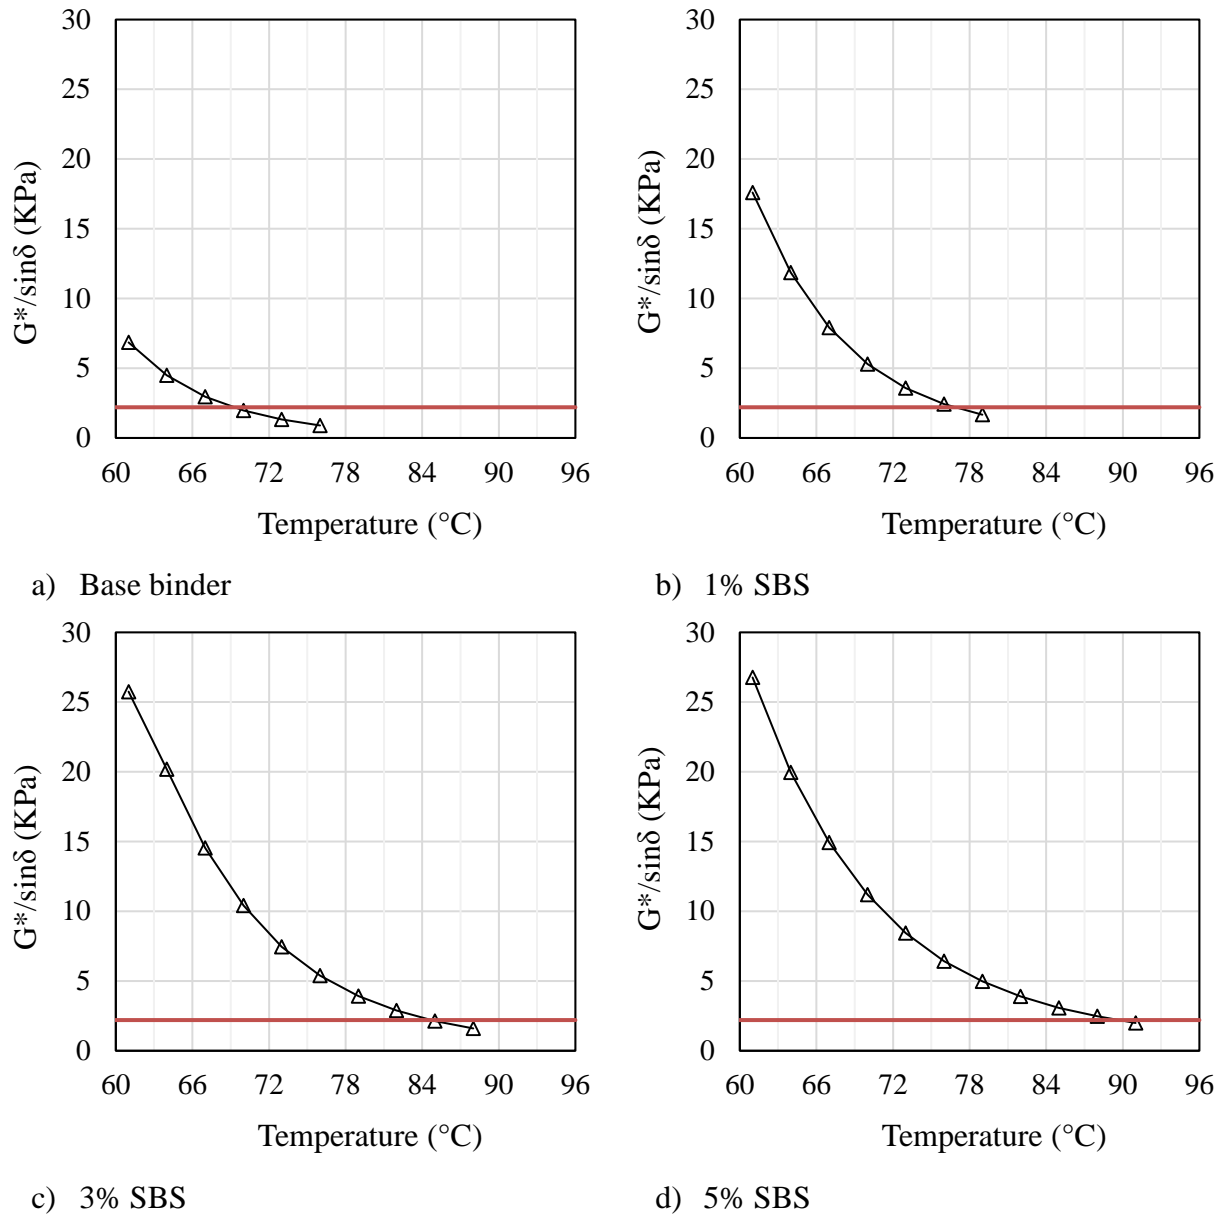 30
25
20
15
10
5
0
G*/sinδ (KPa)
60 66 72 78 84 90 96
Temperature (°C)
a) Base binder
30
25
20
15
10
5
0
G*/sinδ (KPa)
60 66 72 78 84 90 96
Temperature (°C)
b) 1% SBS
30
25
20
15
10
5
0
G*/sinδ (KPa)
60 66 72 78 84 90 96
Temperature (°C)
c) 3% SBS
30
25
20
15
10
5
0
G*/sinδ (KPa)
60 66 72 78 84 90 96
Temperature (°C)
d) 5% SBS